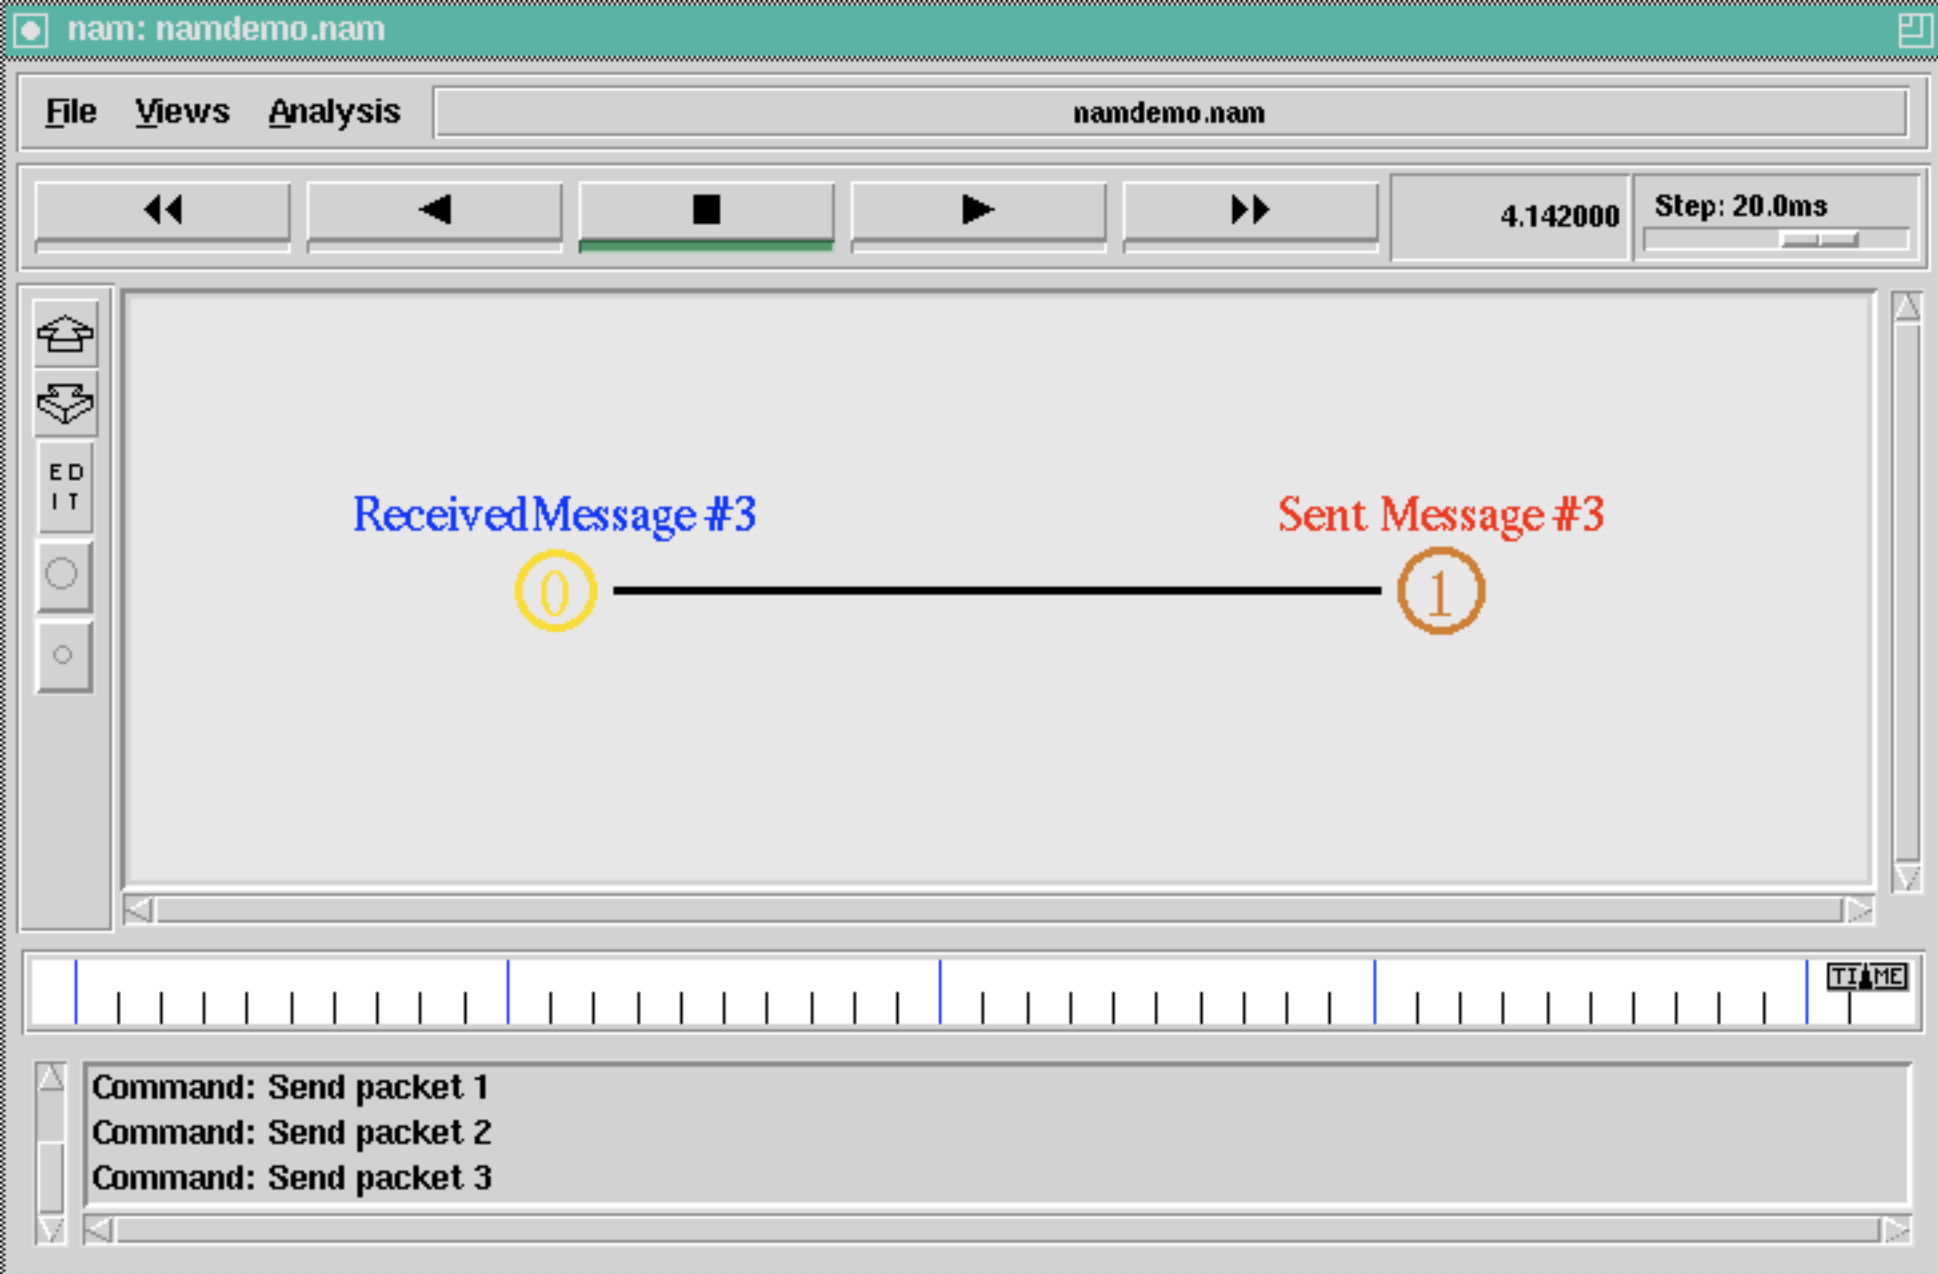 nam: namdemo.nam
File Views Analysis namdemo.nam
4.142000 Step: 20.0ms
ED
IT
ReceivedMessage #3 Sent Message #3
0 1
TIME
Command: Send packet 1
Command: Send packet 2
Command: Send packet 3